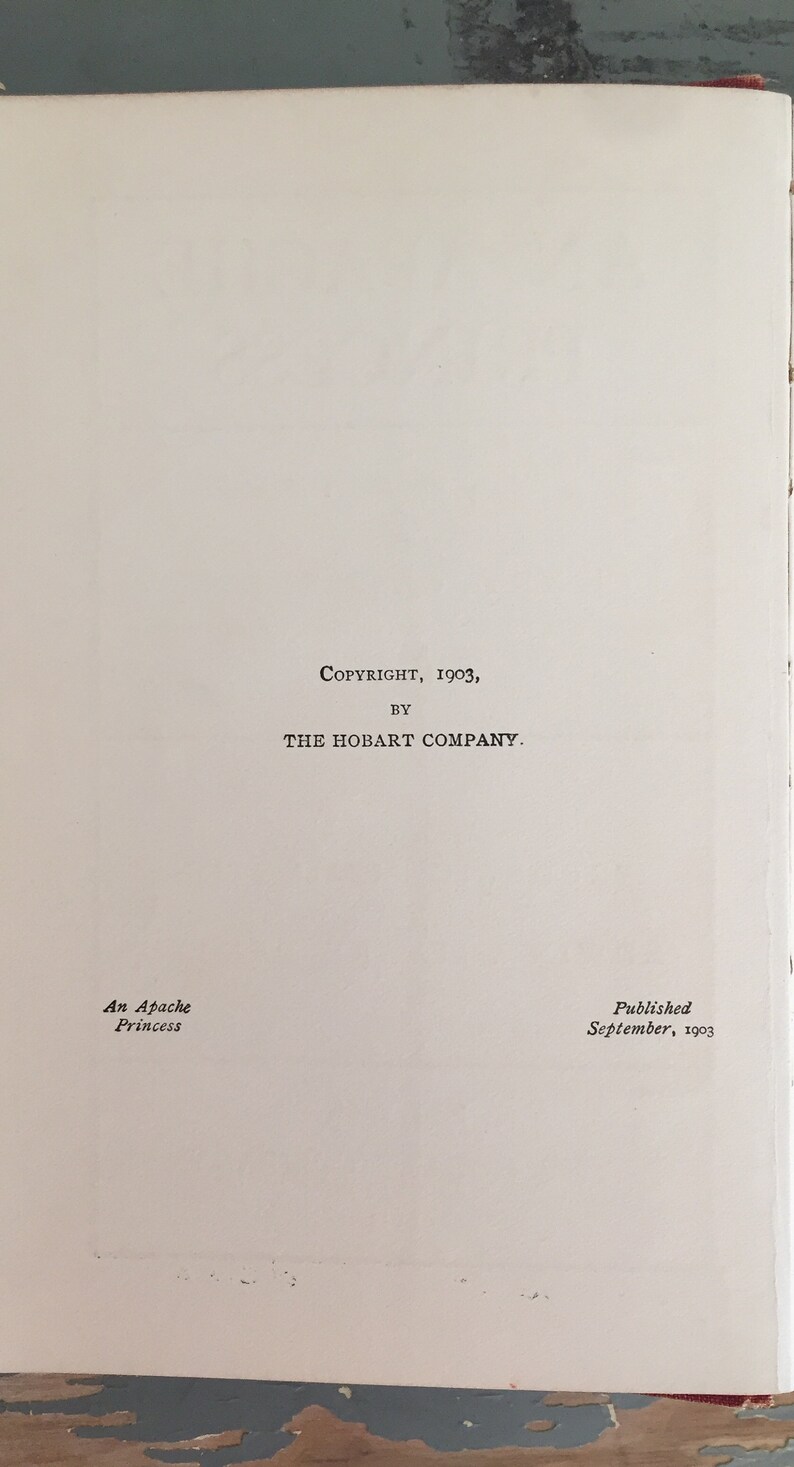 COPYRIGHT, 1903,
BY
THE HOBART COMPANY.
An Apache
Princess
Published
September, 1903